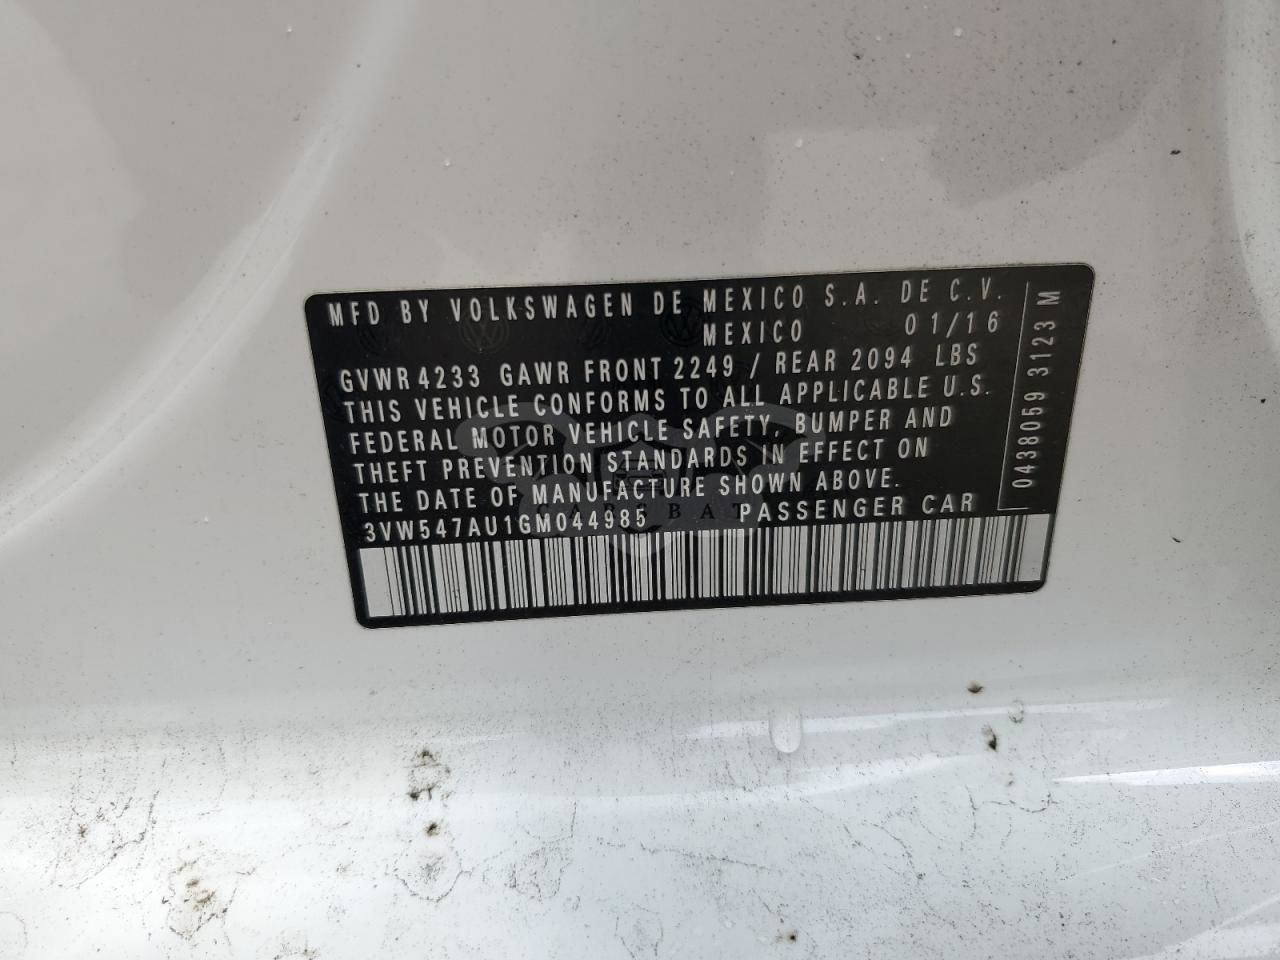 MFD BY VOLKSWAGEN DE MEXICO S.A. DE C.V.
MEXICO 01/16
GVWR 4233 GAWR FRONT 2249 / REAR 2094 LBS
THIS VEHICLE CONFORMS TO ALL APPLICABLE U.S.
FEDERAL MOTOR VEHICLE SAFETY, BUMPER AND
THEFT PREVENTION STANDARDS IN EFFECT ON
THE DATE OF MANUFACTURE SHOWN ABOVE.
3VW547AU1GM044985 PASSENGER CAR
0438059 3123 M
CARSBAT